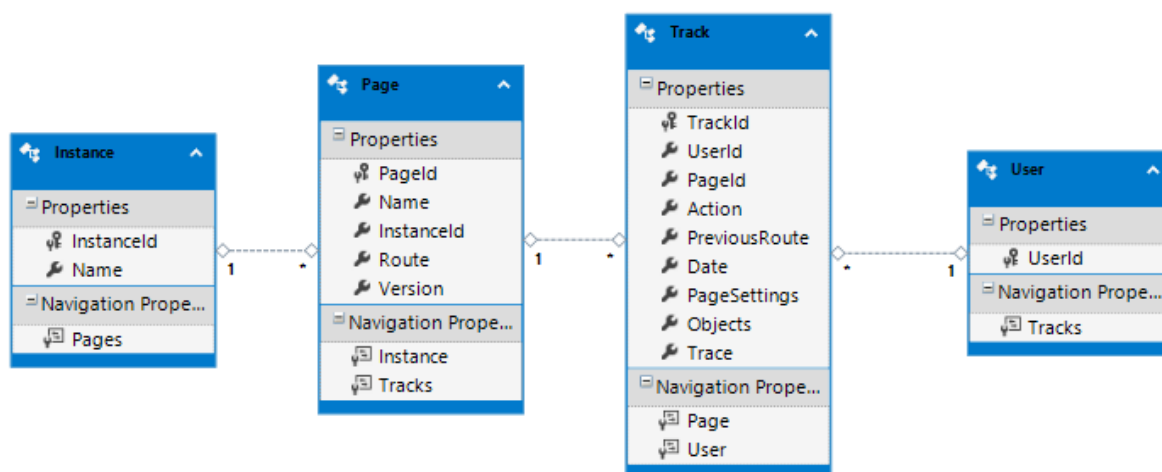 Instance
Properties
InstanceId
Name
Navigation Prope...
Pages
1
*
Page
Properties
PageId
Name
InstanceId
Route
Version
Navigation Prope...
Instance
Tracks
1
*
Track
Properties
TrackId
UserId
PageId
Action
PreviousRoute
Date
PageSettings
Objects
Trace
Navigation Prope...
Page
User
*
1
User
Properties
UserId
Navigation Prope...
Tracks